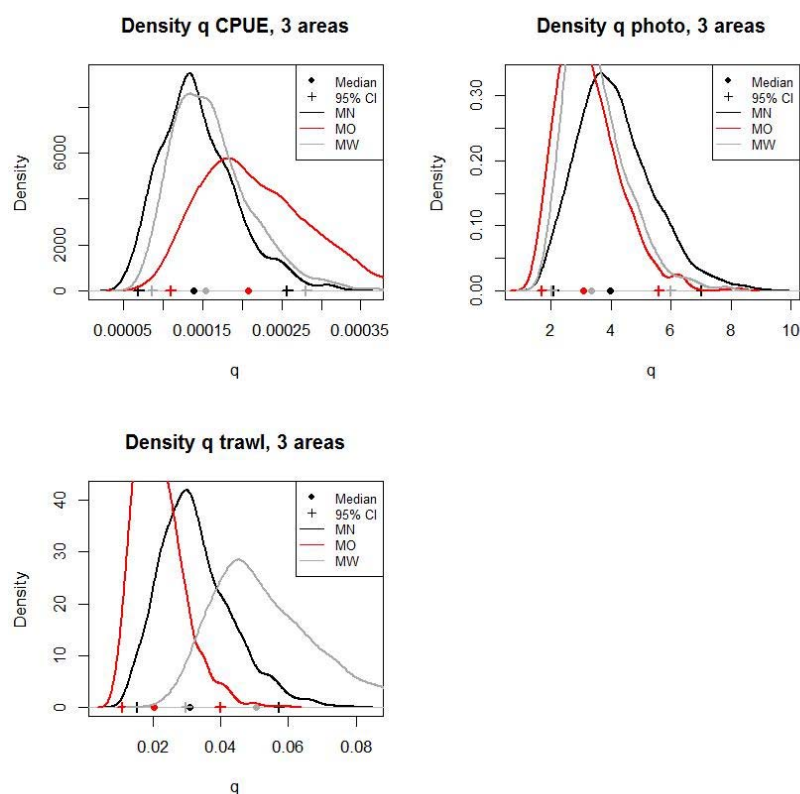 Density q CPUE, 3 areas
Density
0
2000
6000
Median
95% CI
MN
MO
MW
0.00005
0.00015
0.00025
0.00035
q
Density q photo, 3 areas
Density
0.00
0.10
0.20
0.30
Median
95% CI
MN
MO
MW
2
4
6
8
10
q
Density q trawl, 3 areas
Density
0
10
20
30
40
Median
95% CI
MN
MO
MW
0.02
0.04
0.06
0.08
q